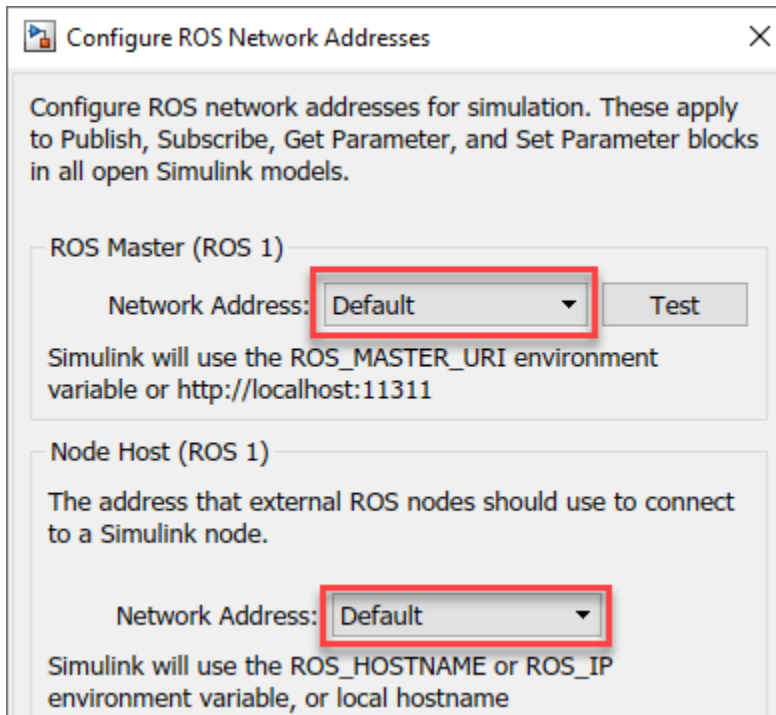 Configure ROS Network Addresses
Configure ROS network addresses for simulation. These apply
to Publish, Subscribe, Get Parameter, and Set Parameter blocks
in all open Simulink models.
ROS Master (ROS 1)
Network Address: Default Test
Simulink will use the ROS_MASTER_URI environment
variable or http://localhost:11311
Node Host (ROS 1)
The address that external ROS nodes should use to connect
to a Simulink node.
Network Address: Default
Simulink will use the ROS_HOSTNAME or ROS_IP
environment variable, or local hostname